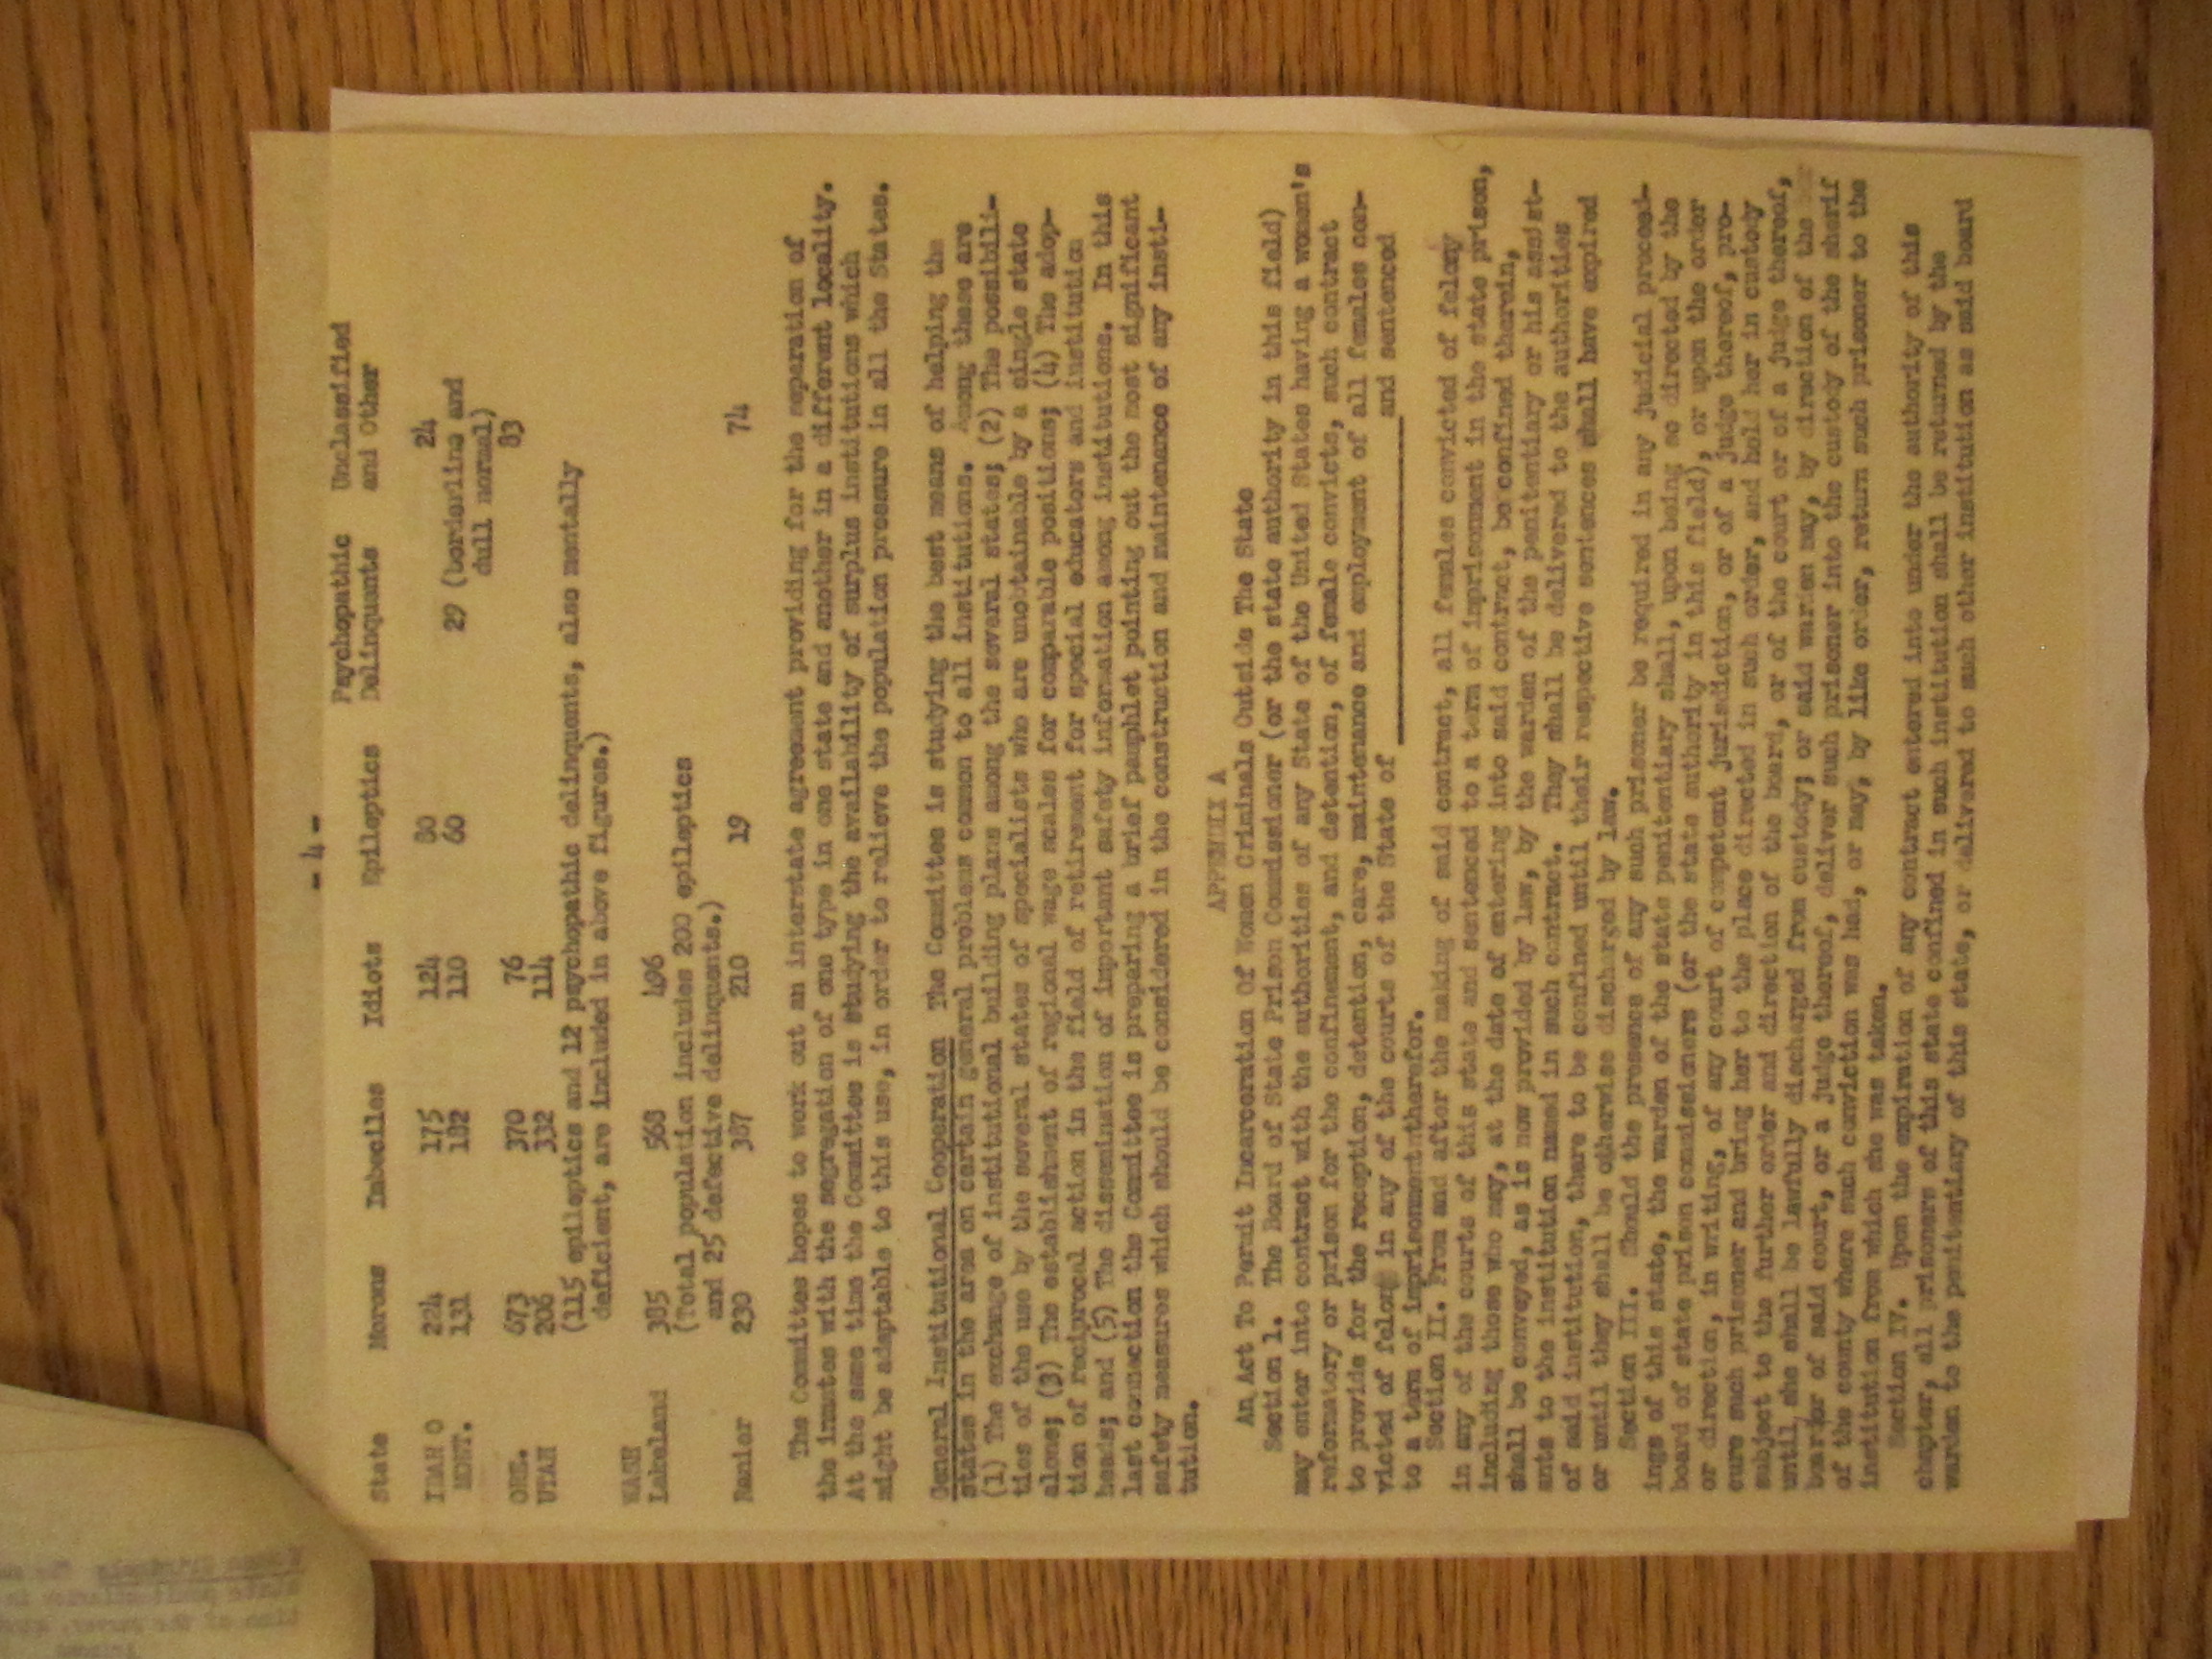 - 4 -
Psychopathic Unclassified
State Morons Imbeciles Idiots Epileptics Delinquents and Other
IDAHO 224 175 124 80 24
MONT. 131 182 110 60 29 (borderline and
dull normal)
ORE. 673 370 76 83
UTAH 206 332 114
(115 epileptics and 12 psychopathic delinquents, also mentally
deficient, are included in above figures.)
WASH
Lakeland 385 568 496
(Total population includes 200 epileptics
and 25 defective delinquents.)
Ranier 230 387 210 19 74
The Committee hopes to work out an interstate agreement providing for the separation of
the inmates with the segregation of one type in one state and another in a different locality.
At the same time the Committee is studying the availability of surplus institutions which
might be adaptable to this use, in order to relieve the population pressure in all the States.
General Institutional Cooperation The Committee is studying the best means of helping the
states in the area on certain general problems common to all institutions. Among these are
(1) The exchange of institutional building plans among the several states; (2) The possibili-
ties of the use by the several states of specialists who are unobtainable by a single state
alone; (3) The establishment of regional wage scales for comparable positions; (4) The adop-
tion of reciprocal action in the field of retirement for special educators and institution
heads; and (5) The dissemination of important safety information among institutions. In this
last connection the Committee is preparing a brief pamphlet pointing out the most significant
safety measures which should be considered in the construction and maintenance of any insti-
tution.
APPENDIX A
An Act To Permit Incarceration Of Women Criminals Outside The State
Section 1. The Board of State Prison Commissioner (or the state authority in this field)
may enter into contract with the authorities of any State of the United States having a women's
reformatory or prison for the confinement, and detention, of female convicts, such contract
to provide for the reception, detention, care, maintenance and employment of all females con-
victed of felony in any of the courts of the State of ____________ and sentenced
to a term of imprisonment therefor.
Section II. From and after the making of said contract, all females convicted of felony
in any of the courts of this state and sentenced to a term of imprisonment in the state prison,
including those who may, at the date of entering into said contract, be confined therein,
shall be conveyed, as is now provided by law, by the warden of the penitentiary or his assist-
ants to the institution named in such contract. They shall be delivered to the authorities
of said institution, there to be confined until their respective sentences shall have expired
or until they shall be otherwise discharged by law.
Section III. Should the presence of any such prisoner be required in any judicial proceed-
ings of this state, the warden of the state penitentiary shall, upon being so directed by the
board of state prison commissioners (or the state authority in this field), or upon the order
or direction, in writing, of any court of competent jurisdiction, or of a judge thereof, pro-
cure such prisoner and bring her to the place directed in such order, and hold her in custody
subject to the further order and direction of the board, or of the court or of a judge thereof,
until she shall be lawfully discharged from custody; or said warden may, by direction of the
board or of said court, or a judge thereof, deliver such prisoner into the custody of the sherif
of the county where such conviction was had, or may, by like order, return such prisoner to the
institution from which she was taken.
Section IV. Upon the expiration of any contract entered into under the authority of this
chapter, all prisoners of this state confined in such institution shall be returned by the
warden to the penitentiary of this state, or delivered to such other institution as said board